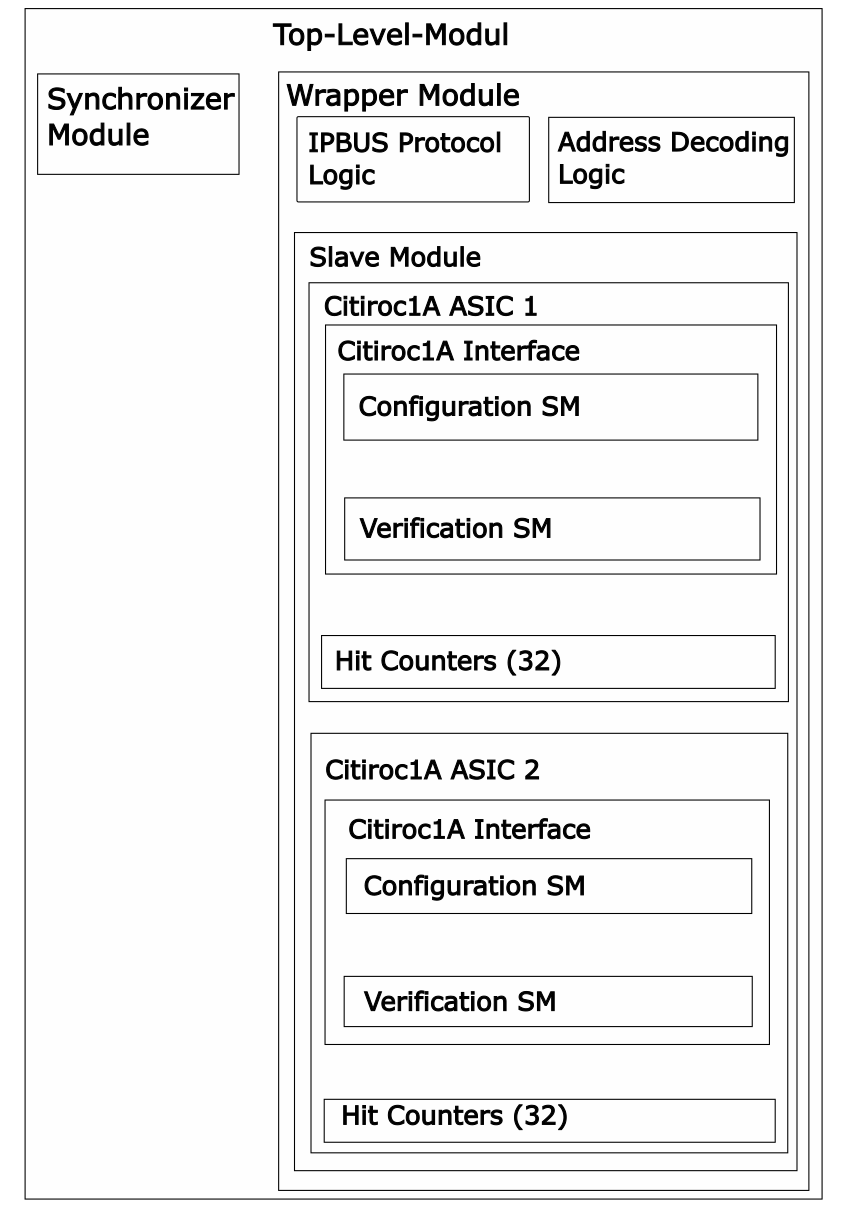 Top-Level-Modul
Synchronizer
Module
Wrapper Module
IPBUS Protocol
Logic
Address Decoding
Logic
Slave Module
Citiroc1A ASIC 1
Citiroc1A Interface
Configuration SM
Verification SM
Hit Counters (32)
Citiroc1A ASIC 2
Citiroc1A Interface
Configuration SM
Verification SM
Hit Counters (32)